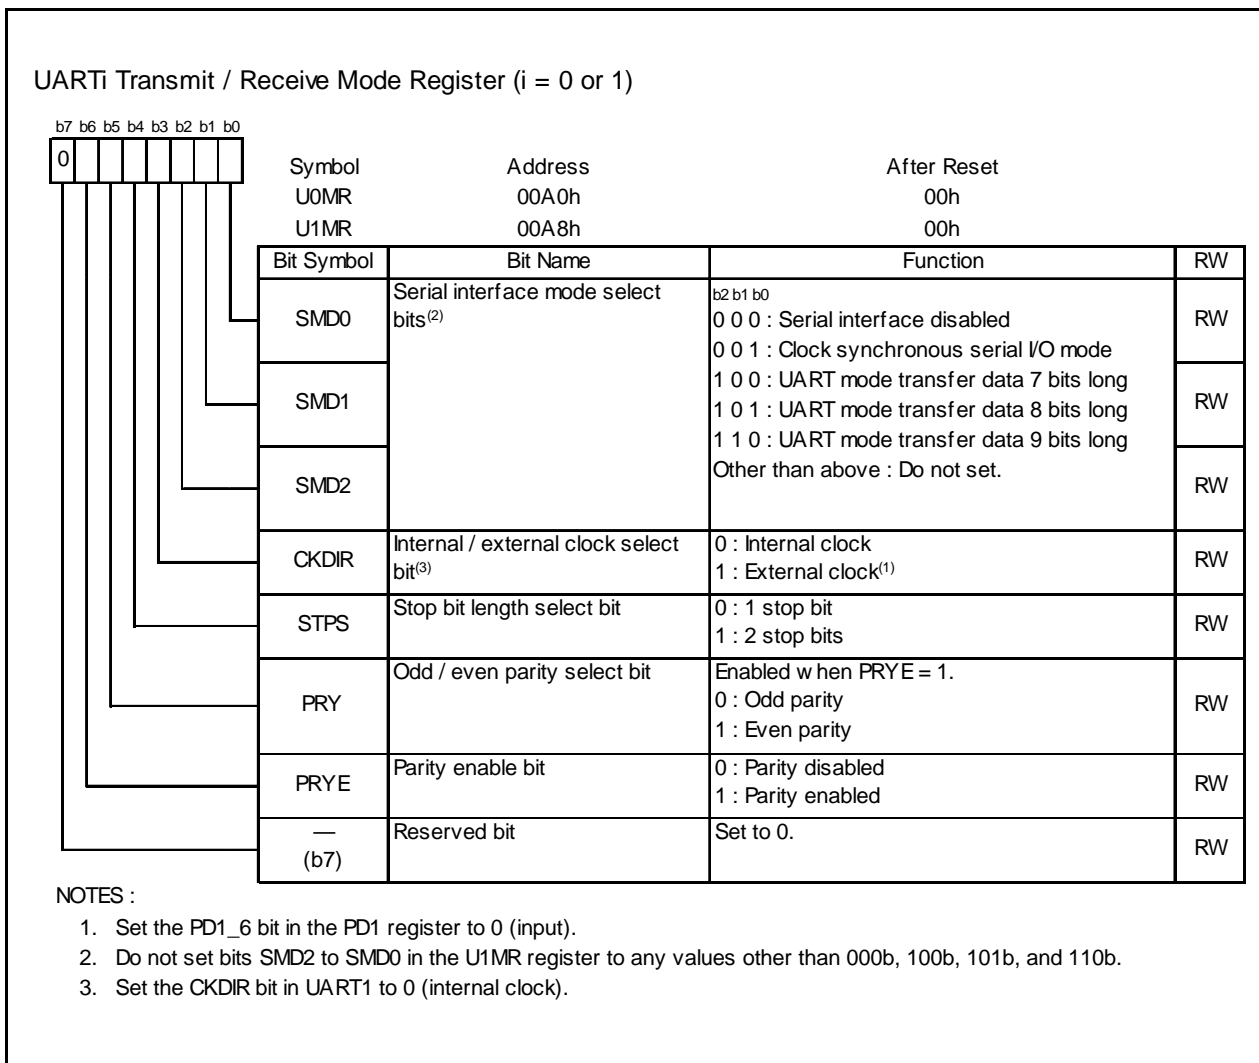 UARTi Transmit / Receive Mode Register (i = 0 or 1)
b7 b6 b5 b4 b3 b2 b1 b0
0
Symbol Address After Reset
U0MR 00A0h 00h
U1MR 00A8h 00h
Bit Symbol Bit Name Function RW
SMD0 Serial interface mode select bits(2) RW
b2 b1 b0
0 0 0 : Serial interface disabled
0 0 1 : Clock synchronous serial I/O mode
1 0 0 : UART mode transfer data 7 bits long
SMD1 RW
1 0 1 : UART mode transfer data 8 bits long
1 1 0 : UART mode transfer data 9 bits long
Other than above : Do not set.
SMD2 RW
CKDIR Internal / external clock select bit(3) RW
0 : Internal clock
1 : External clock(1)
STPS Stop bit length select bit RW
0 : 1 stop bit
1 : 2 stop bits
PRY Odd / even parity select bit RW
Enabled when PRYE = 1.
0 : Odd parity
1 : Even parity
PRYE Parity enable bit RW
0 : Parity disabled
1 : Parity enabled
— (b7) Reserved bit Set to 0. RW
NOTES :
1. Set the PD1_6 bit in the PD1 register to 0 (input).
2. Do not set bits SMD2 to SMD0 in the U1MR register to any values other than 000b, 100b, 101b, and 110b.
3. Set the CKDIR bit in UART1 to 0 (internal clock).